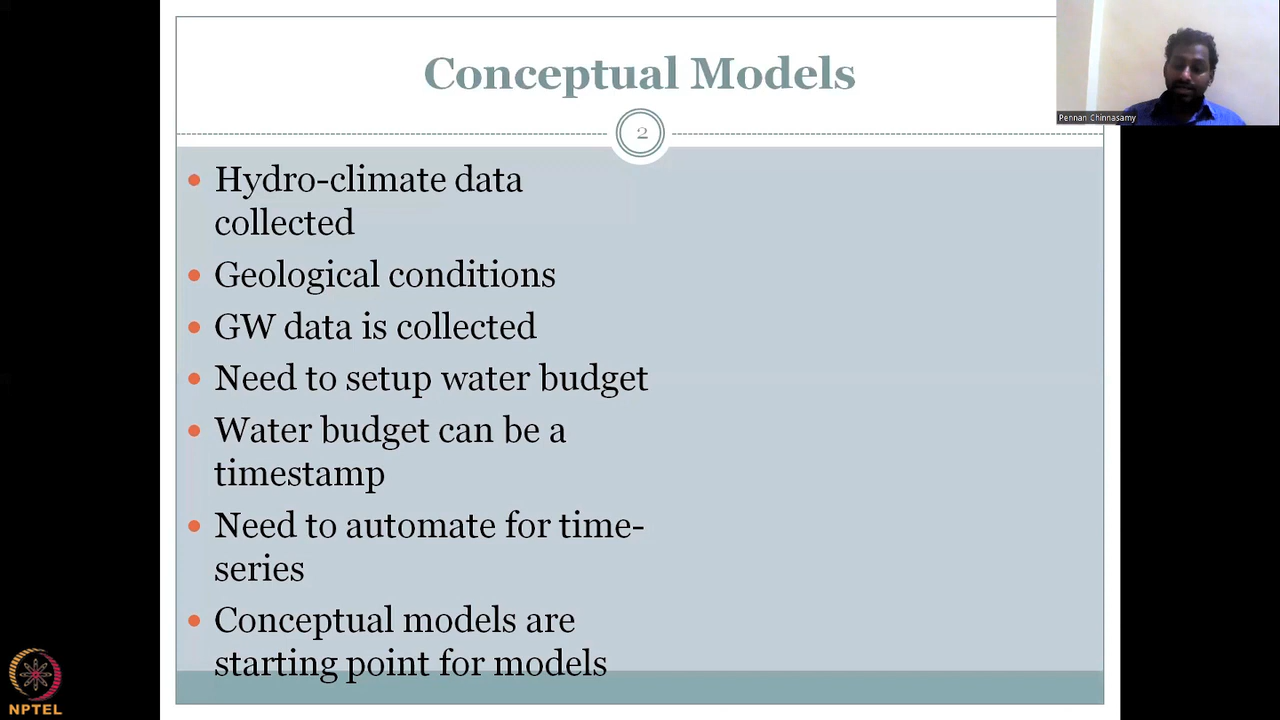 Conceptual Models
2
Pennan Chinnasamy
Hydro-climate data
collected
Geological conditions
GW data is collected
Need to setup water budget
Water budget can be a
timestamp
Need to automate for time-
series
Conceptual models are
starting point for models
NPTEL